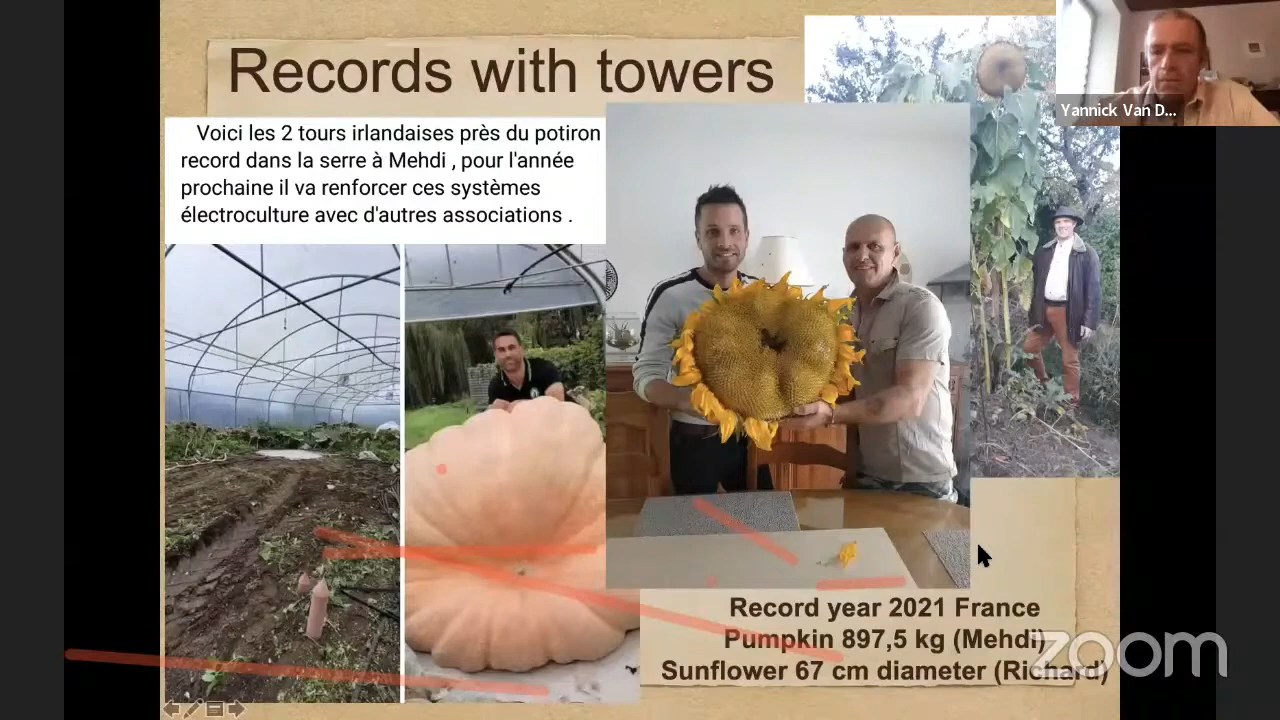 Records with towers
Yannick Van D...
Voici les 2 tours irlandaises près du potiron
record dans la serre à Mehdi , pour l'année
prochaine il va renforcer ces systèmes
électroculture avec d'autres associations .
Record year 2021 France
Pumpkin 897,5 kg (Mehdi)
Sunflower 67 cm diameter (Richard)
zoom